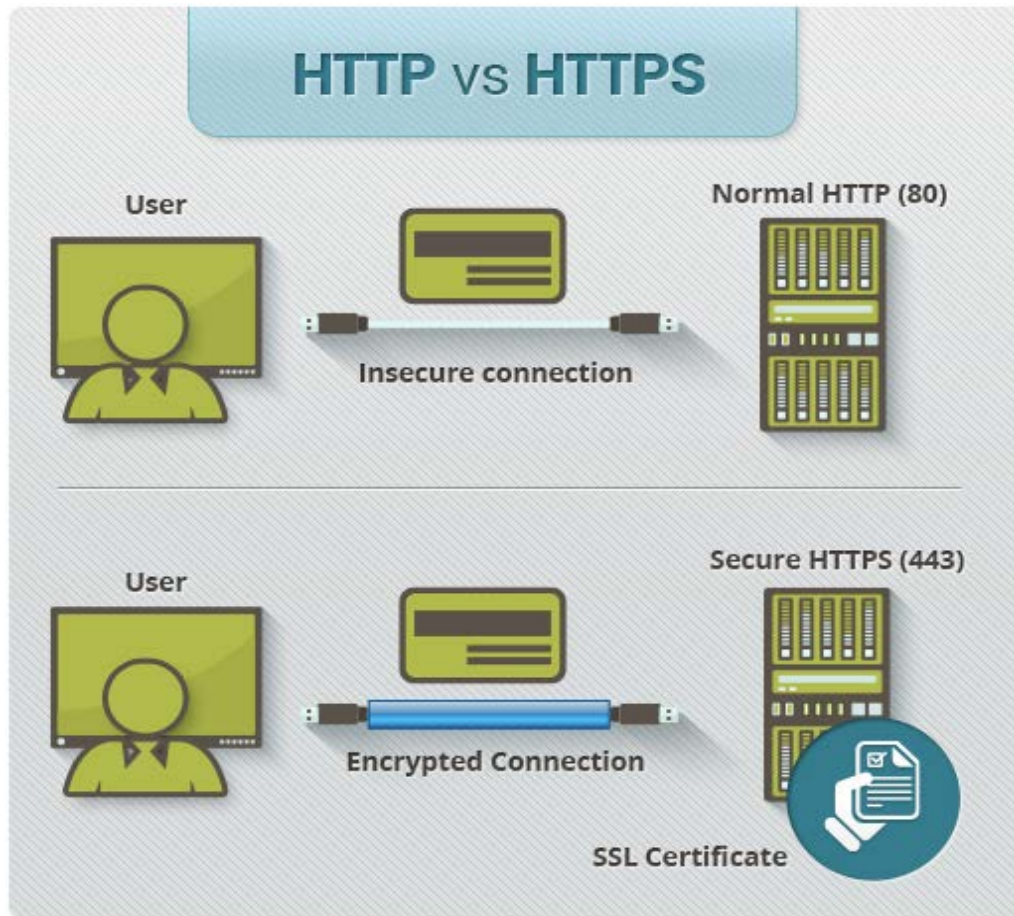 HTTP vs HTTPS
User
Normal HTTP (80)
Insecure connection
User
Secure HTTPS (443)
Encrypted Connection
SSL Certificate